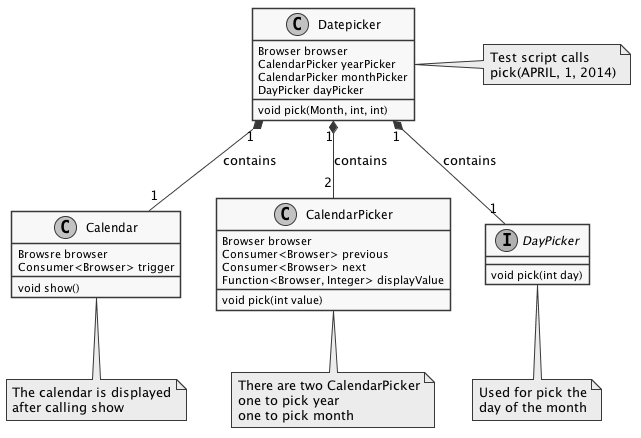 C Datepicker
Browser browser
CalendarPicker yearPicker
CalendarPicker monthPicker
DayPicker dayPicker
void pick(Month, int, int)
Test script calls
pick(APRIL, 1, 2014)
1 1 1
contains contains contains
1 2 1
C Calendar
Browsre browser
Consumer<Browser> trigger
void show()
C CalendarPicker
Browser browser
Consumer<Browser> previous
Consumer<Browser> next
Function<Browser, Integer> displayValue
void pick(int value)
I DayPicker
void pick(int day)
The calendar is displayed
after calling show
There are two CalendarPicker
one to pick year
one to pick month
Used for pick the
day of the month